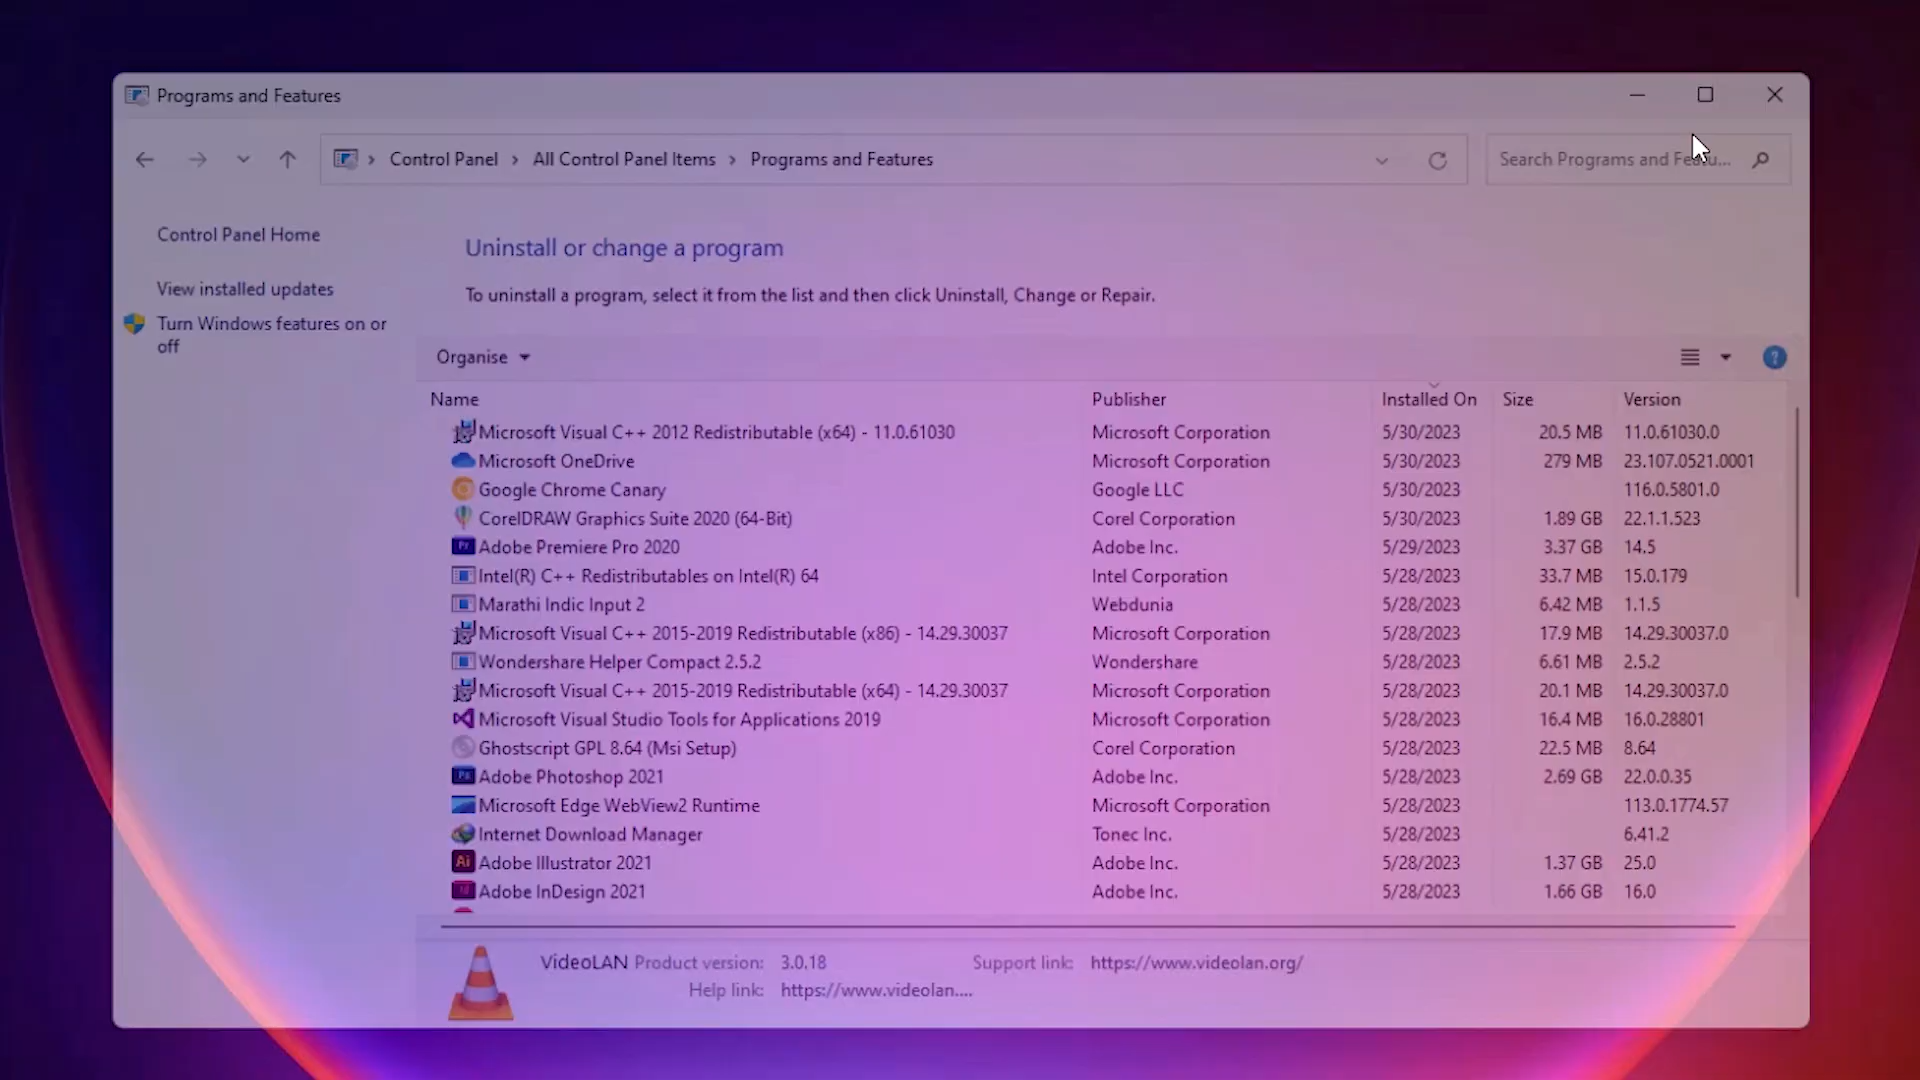 Programs and Features
Control Panel > All Control Panel Items > Programs and Features
Search Programs and Featu...
Control Panel Home
View installed updates
Turn Windows features on or
off
Uninstall or change a program
To uninstall a program, select it from the list and then click Uninstall, Change or Repair.
Organise
?
Name Publisher Installed On Size Version
Microsoft Visual C++ 2012 Redistributable (x64) - 11.0.61030 Microsoft Corporation 5/30/2023 20.5 MB 11.0.61030.0
Microsoft OneDrive Microsoft Corporation 5/30/2023 279 MB 23.107.0521.0001
Google Chrome Canary Google LLC 5/30/2023 116.0.5801.0
CorelDRAW Graphics Suite 2020 (64-Bit) Corel Corporation 5/30/2023 1.89 GB 22.1.1.523
Pr Adobe Premiere Pro 2020 Adobe Inc. 5/29/2023 3.37 GB 14.5
Intel(R) C++ Redistributables on Intel(R) 64 Intel Corporation 5/28/2023 33.7 MB 15.0.179
Marathi Indic Input 2 Webdunia 5/28/2023 6.42 MB 1.1.5
Microsoft Visual C++ 2015-2019 Redistributable (x86) - 14.29.30037 Microsoft Corporation 5/28/2023 17.9 MB 14.29.30037.0
Wondershare Helper Compact 2.5.2 Wondershare 5/28/2023 6.61 MB 2.5.2
Microsoft Visual C++ 2015-2019 Redistributable (x64) - 14.29.30037 Microsoft Corporation 5/28/2023 20.1 MB 14.29.30037.0
Microsoft Visual Studio Tools for Applications 2019 Microsoft Corporation 5/28/2023 16.4 MB 16.0.28801
Ghostscript GPL 8.64 (Msi Setup) Corel Corporation 5/28/2023 22.5 MB 8.64
Ps Adobe Photoshop 2021 Adobe Inc. 5/28/2023 2.69 GB 22.0.0.35
Microsoft Edge WebView2 Runtime Microsoft Corporation 5/28/2023 113.0.1774.57
Internet Download Manager Tonec Inc. 5/28/2023 6.41.2
Ai Adobe Illustrator 2021 Adobe Inc. 5/28/2023 1.37 GB 25.0
Id Adobe InDesign 2021 Adobe Inc. 5/28/2023 1.66 GB 16.0
VideoLAN Product version: 3.0.18 Support link: https://www.videolan.org/
Help link: https://www.videolan....